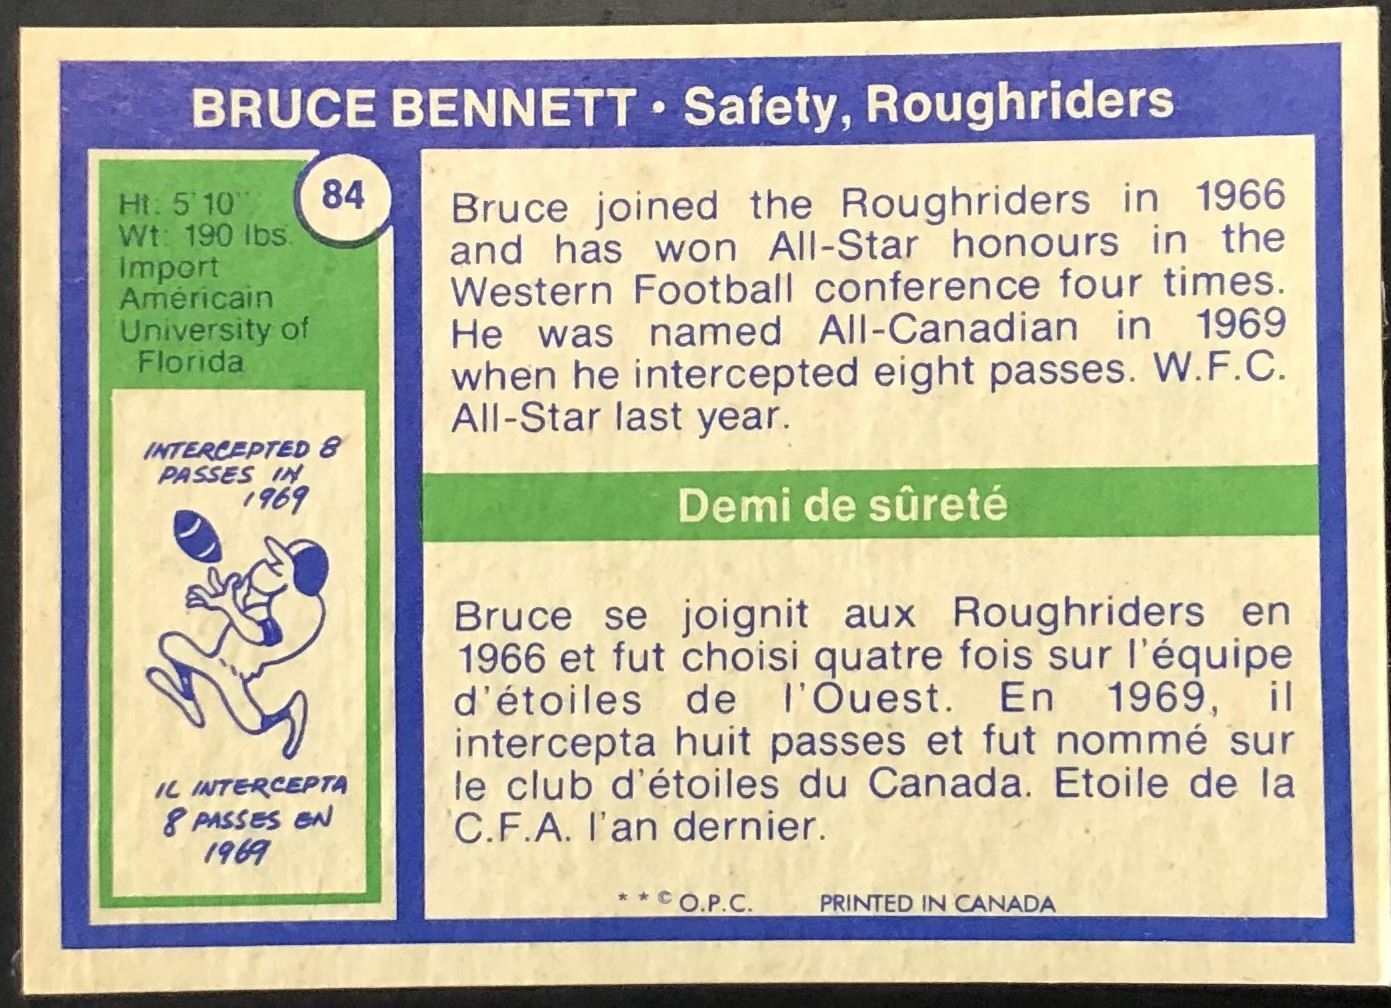 BRUCE BENNETT • Safety, Roughriders
84
Ht: 5'10"
Wt: 190 lbs.
Import
Américain
University of
Florida
INTERCEPTED 8
PASSES IN
1969
IL INTERCEPTA
8 PASSES EN
1969
Bruce joined the Roughriders in 1966
and has won All-Star honours in the
Western Football conference four times.
He was named All-Canadian in 1969
when he intercepted eight passes. W.F.C.
All-Star last year.
Demi de sûreté
Bruce se joignit aux Roughriders en
1966 et fut choisi quatre fois sur l'équipe
d'étoiles de l'Ouest. En 1969, il
intercepta huit passes et fut nommé sur
le club d'étoiles du Canada. Etoile de la
C.F.A. l'an dernier.
* * © O.P.C. PRINTED IN CANADA